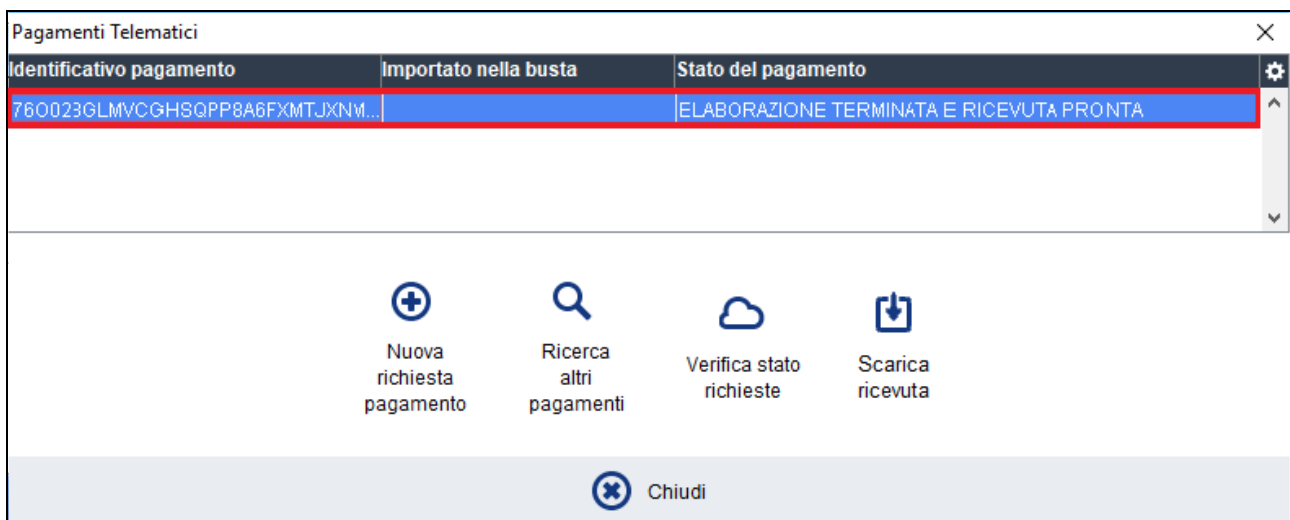 Pagamenti Telematici
Identificativo pagamento Importato nella busta Stato del pagamento
76O023GLMVCGHSQPP8A6FXMTJXNM... ELABORAZIONE TERMINATA E RICEVUTA PRONTA
Nuova richiesta pagamento
Ricerca altri pagamenti
Verifica stato richieste
Scarica ricevuta
Chiudi